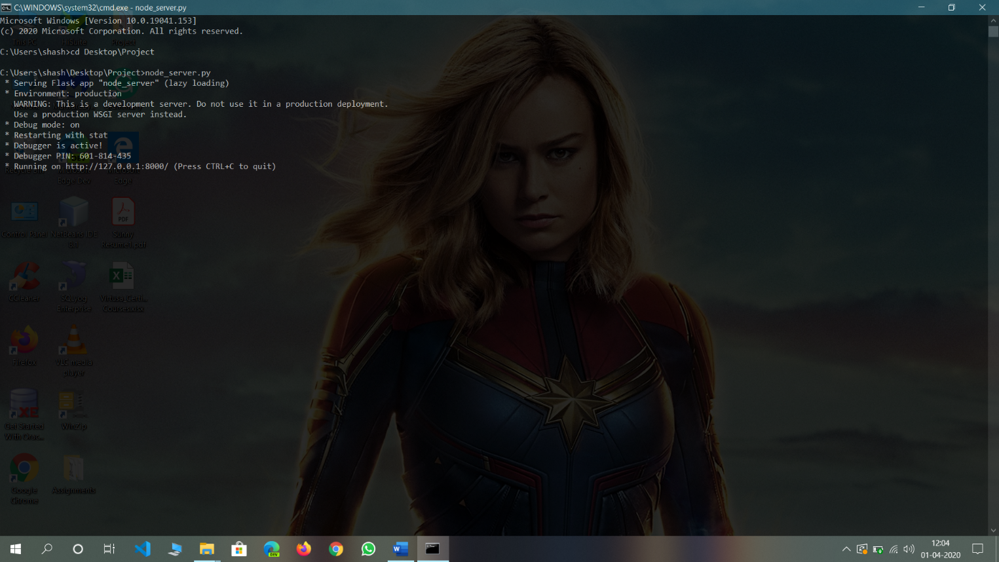 C:\WINDOWS\system32\cmd.exe - node_server.py
Microsoft Windows [Version 10.0.19041.153]
(c) 2020 Microsoft Corporation. All rights reserved.
C:\Users\shash>cd Desktop\Project
C:\Users\shash\Desktop\Project>node_server.py
* Serving Flask app "node_server" (lazy loading)
* Environment: production
WARNING: This is a development server. Do not use it in a production deployment.
Use a production WSGI server instead.
* Debug mode: on
* Restarting with stat
* Debugger is active!
* Debugger PIN: 601-814-435
* Running on http://127.0.0.1:8000/ (Press CTRL+C to quit)
This PC
HiSuite
Project
Edge Dev
Edge
Control Panel
NetBeans IDE
8.1
PDF
Sunny
Resume1.pdf
CCleaner
SQLyog
Enterprise
Virtusa_Certi...
Courses.xlsx
Firefox
VLC media
player
XE
Get Started
With Orac...
WinZip
Google
Chrome
Assignments
DEV
12:04
01-04-2020